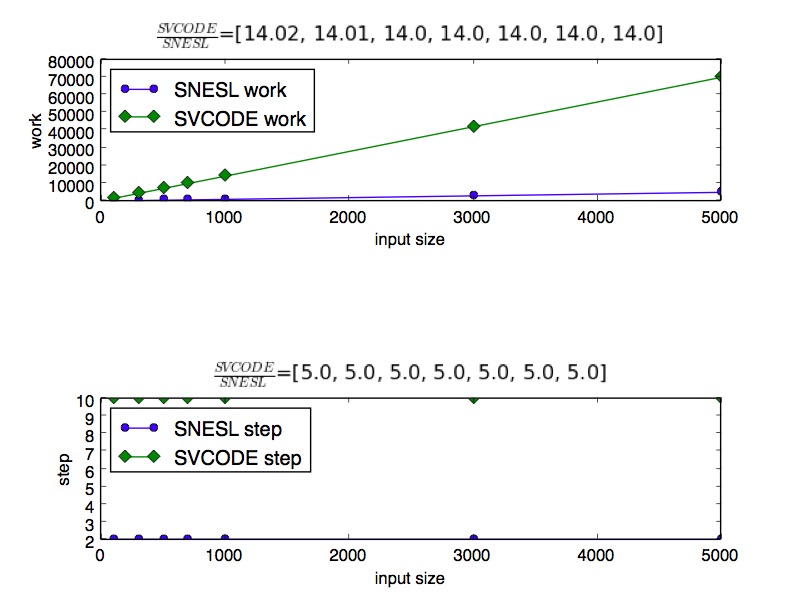 SVCODE
SNESL =[14.02, 14.01, 14.0, 14.0, 14.0, 14.0, 14.0]
80000
70000
60000
50000
40000
30000
20000
10000
0
work
SNESL work
SVCODE work
0 1000 2000 3000 4000 5000
input size
SVCODE
SNESL =[5.0, 5.0, 5.0, 5.0, 5.0, 5.0, 5.0]
10
9
8
7
6
5
4
3
2
step
SNESL step
SVCODE step
0 1000 2000 3000 4000 5000
input size